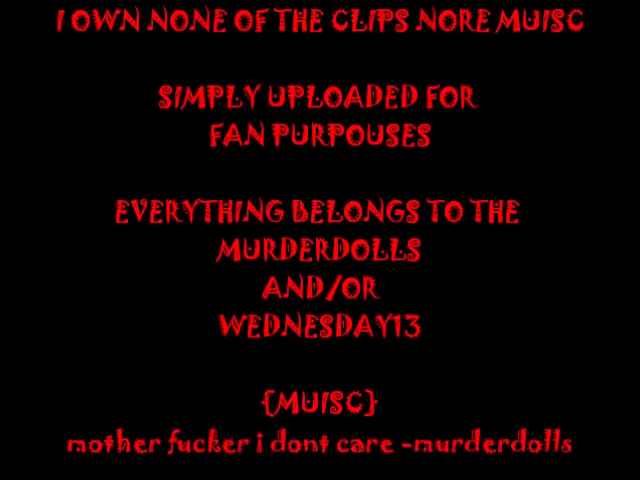 I OWN NONE OF THE CLIPS NORE MUISC
SIMPLY UPLOADED FOR
FAN PURPOUSES
EVERYTHING BELONGS TO THE
MURDERDOLLS
AND/OR
WEDNESDAY13
{MUISC}
mother fucker i dont care -murderdolls